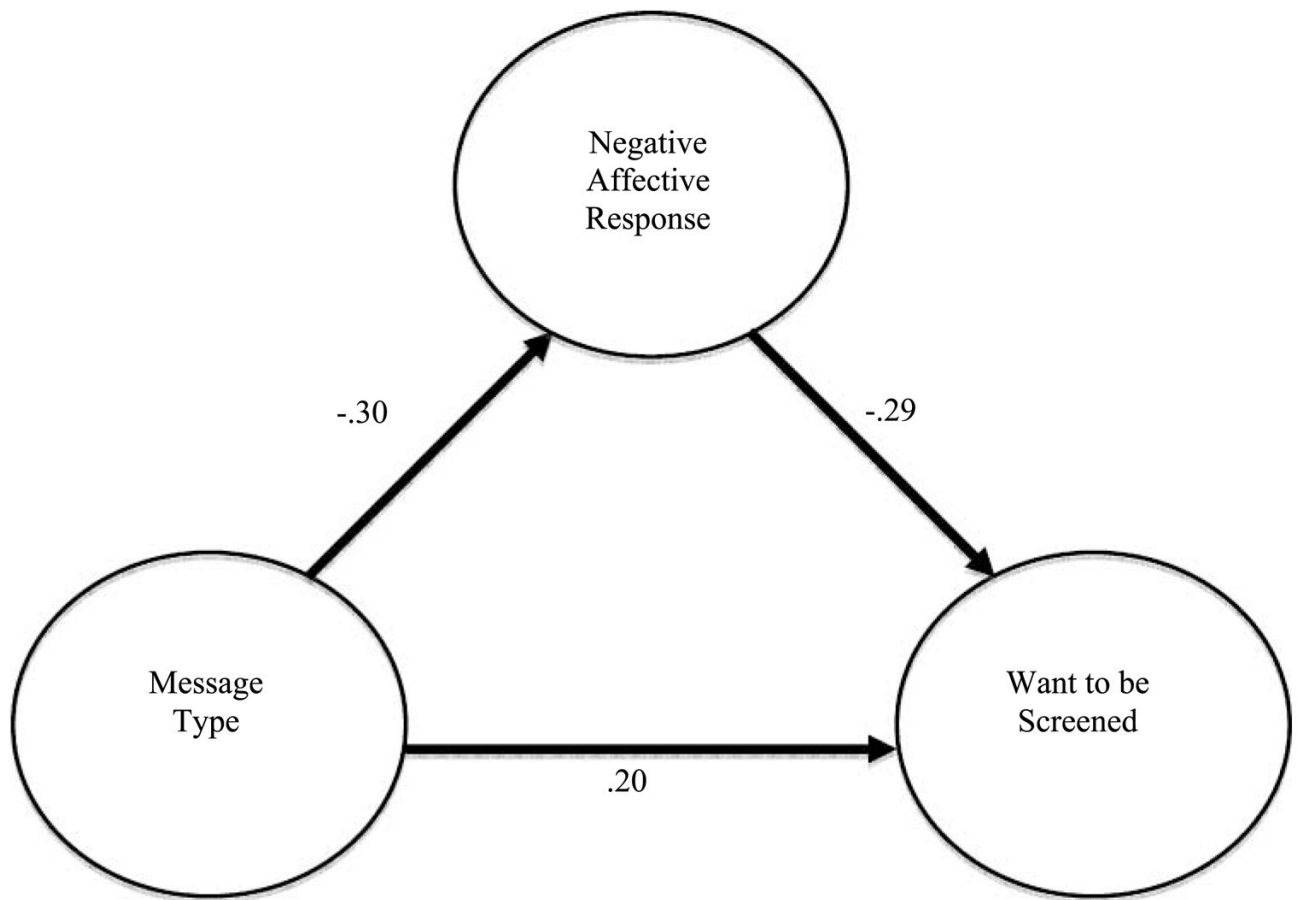 Negative
Affective
Response
-.30
-.29
Message
Type
Want to be
Screened
.20